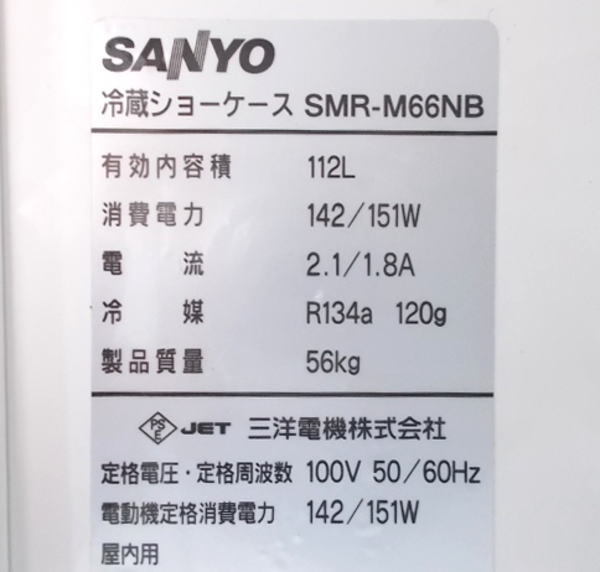 SANYO
冷蔵ショーケース SMR-M66NB
有効内容積 112L
消費電力 142/151W
電 流 2.1/1.8A
冷 媒 R134a 120g
製品質量 56kg
PSE JET 三洋電機株式会社
定格電圧・定格周波数 100V 50/60Hz
電動機定格消費電力 142/151W
屋内用